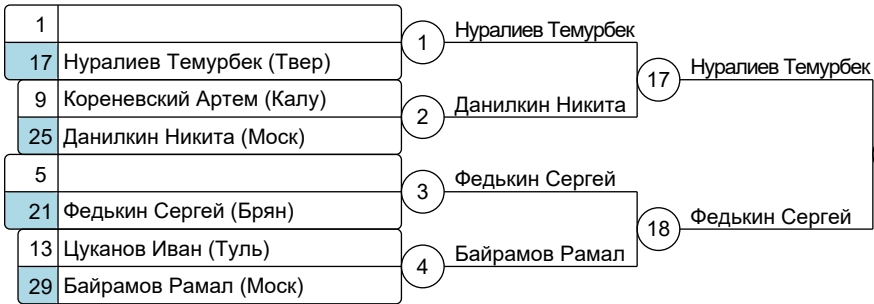 1
17 Нуралиев Темурбек (Твер)
9 Кореневский Артем (Калу)
25 Данилкин Никита (Моск)
5
21 Федькин Сергей (Брян)
13 Цуканов Иван (Туль)
29 Байрамов Рамал (Моск)
1 Нуралиев Темурбек
2 Данилкин Никита
3 Федькин Сергей
4 Байрамов Рамал
17 Нуралиев Темурбек
18 Федькин Сергей